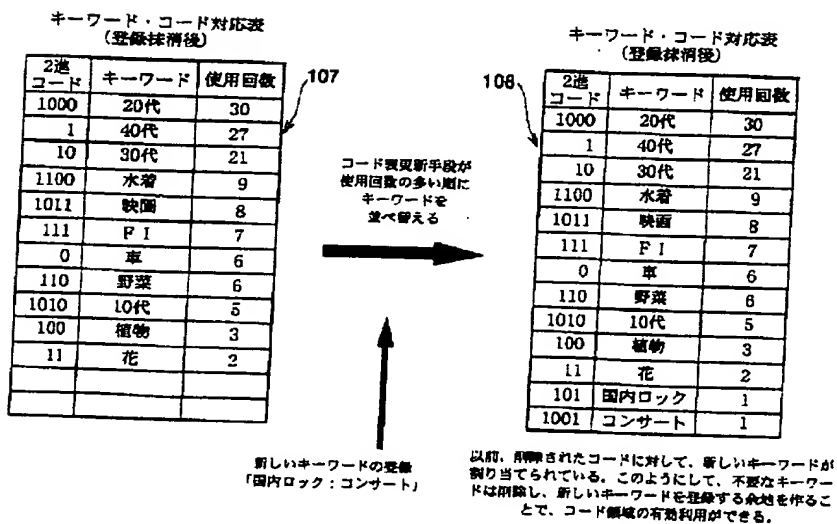 キーワード・コード対応表
(登録抹消後)
107
2進コード キーワード 使用回数
1000 20代 30
1 40代 27
10 30代 21
1100 水着 9
1011 映画 8
111 F I 7
0 車 6
110 野菜 6
1010 10代 5
100 植物 3
11 花 2
コード表更新手段が
使用回数の多い順に
キーワードを
並べ替える
新しいキーワードの登録
「国内ロック:コンサート」
キーワード・コード対応表
(登録抹消後)
108
2進コード キーワード 使用回数
1000 20代 30
1 40代 27
10 30代 21
1100 水着 9
1011 映画 8
111 F I 7
0 車 6
110 野菜 6
1010 10代 5
100 植物 3
11 花 2
101 国内ロック 1
1001 コンサート 1
以前、削除されたコードに対して、新しいキーワードが
割り当てられている。このようにして、不要なキーワー
ドは削除し、新しいキーワードを登録する余地を作るこ
とで、コード領域の有効利用ができる。